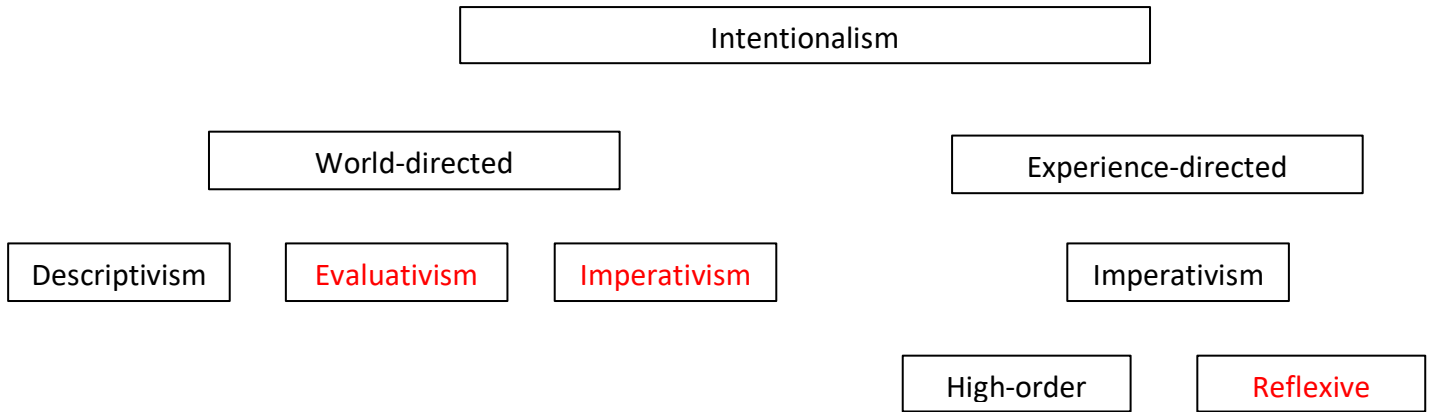 Intentionalism
World-directed
Experience-directed
Descriptivism
Evaluativism
Imperativism
Imperativism
High-order
Reflexive